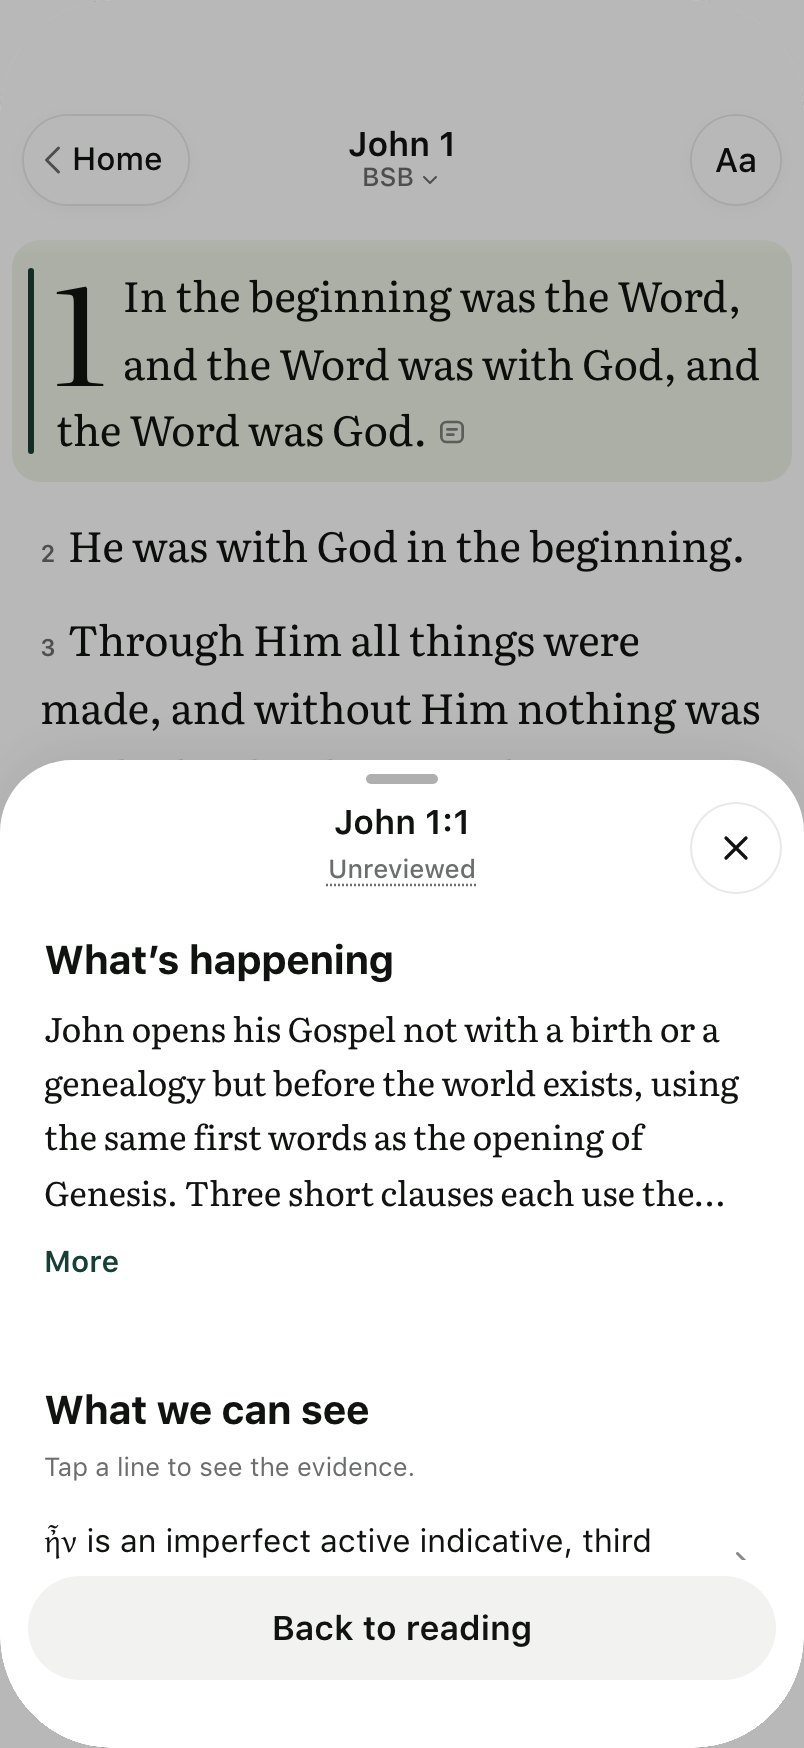 Home
John 1
BSB
Aa
1 In the beginning was the Word,
and the Word was with God, and
the Word was God.
2 He was with God in the beginning.
3 Through Him all things were
made, and without Him nothing was
John 1:1
Unreviewed
What’s happening
John opens his Gospel not with a birth or a
genealogy but before the world exists, using
the same first words as the opening of
Genesis. Three short clauses each use the…
More
What we can see
Tap a line to see the evidence.
ἦν is an imperfect active indicative, third
Back to reading